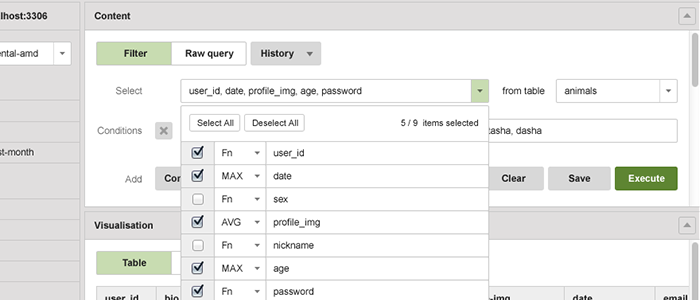 lhost:3306
Content
ental-amd
Filter
Raw query
History
Select
user_id, date, profile_img, age, password
from table
animals
Select All
Deselect All
5 / 9 items selected
Conditions
tasha, dasha
Fn
user_id
st-month
MAX
date
Add
Con
Clear
Save
Execute
Fn
sex
Visualisation
AVG
profile_img
Fn
nickname
Table
MAX
age
Fn
password
user_id
bio
-img
date
email